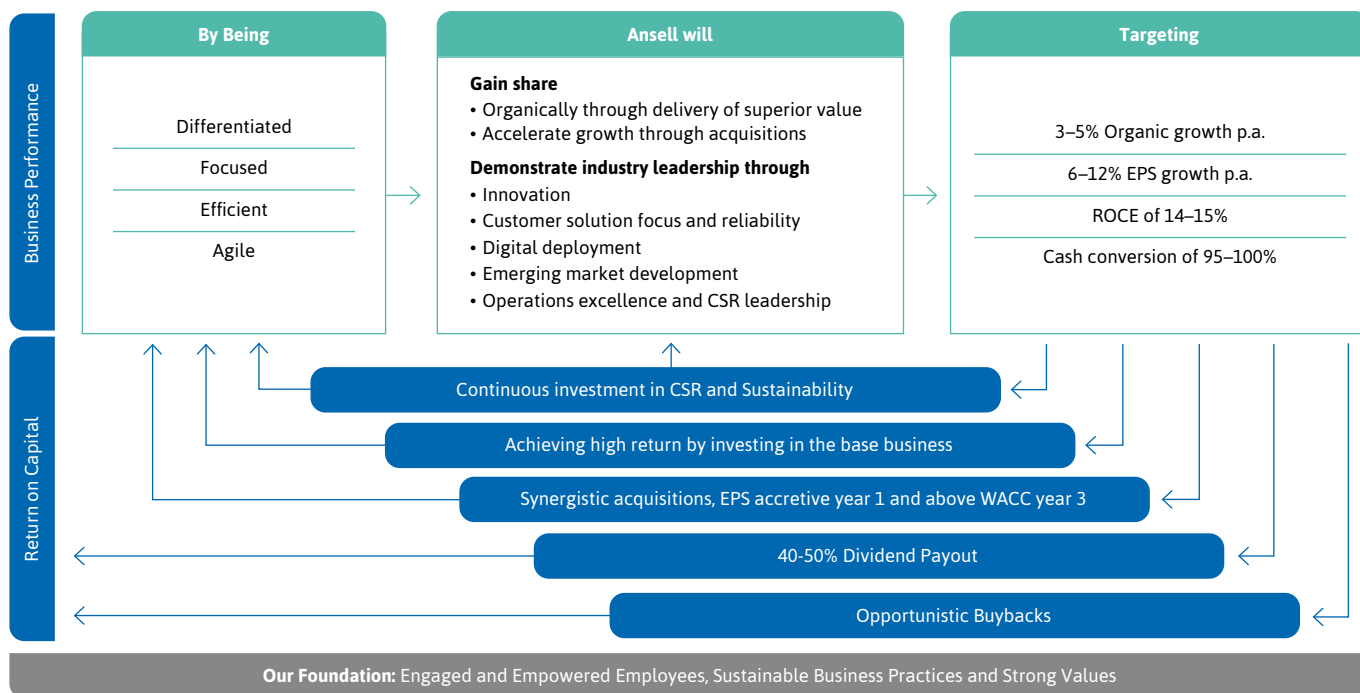 Business Performance
By Being
Differentiated
Focused
Efficient
Agile
Ansell will
Gain share
• Organically through delivery of superior value
• Accelerate growth through acquisitions
Demonstrate industry leadership through
• Innovation
• Customer solution focus and reliability
• Digital deployment
• Emerging market development
• Operations excellence and CSR leadership
Targeting
3–5% Organic growth p.a.
6–12% EPS growth p.a.
ROCE of 14–15%
Cash conversion of 95–100%
Return on Capital
Continuous investment in CSR and Sustainability
Achieving high return by investing in the base business
Synergistic acquisitions, EPS accretive year 1 and above WACC year 3
40-50% Dividend Payout
Opportunistic Buybacks
Our Foundation: Engaged and Empowered Employees, Sustainable Business Practices and Strong Values